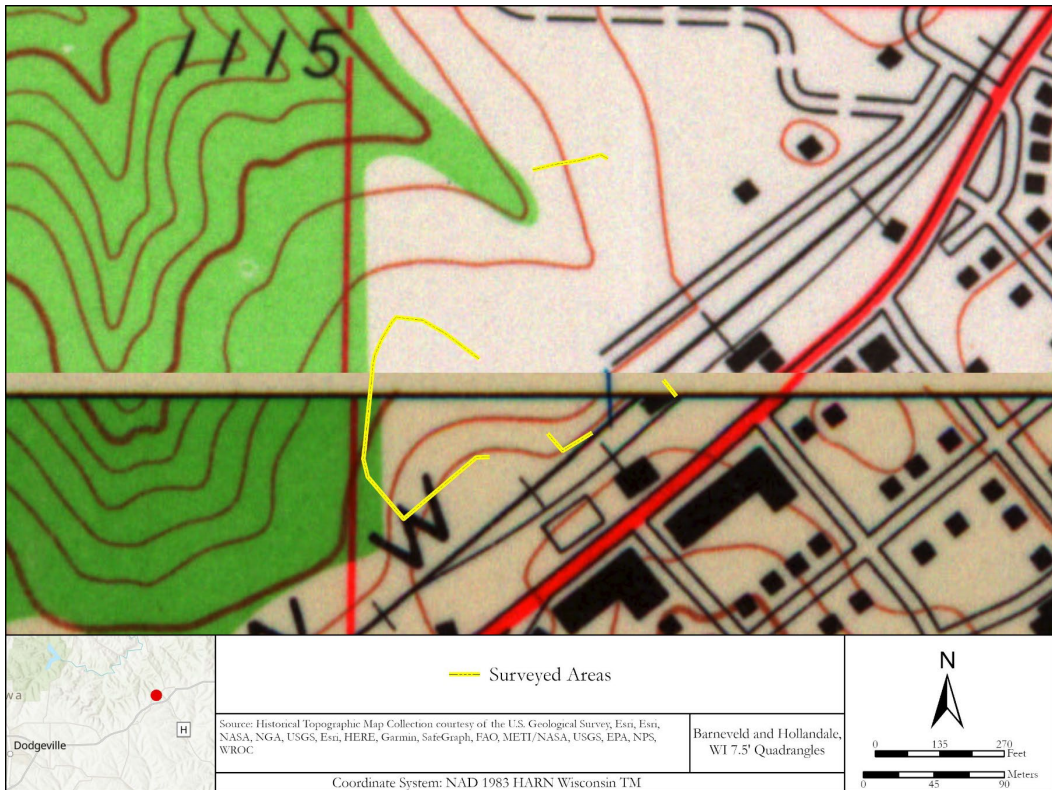 1115
W
Surveyed Areas
Source: Historical Topographic Map Collection courtesy of the U.S. Geological Survey, Esri, Esri,
NASA, NGA, USGS, Esri, HERE, Garmin, SafeGraph, FAO, METI/NASA, USGS, EPA, NPS,
WROC
Barneveld and Hollandale,
WI 7.5' Quadrangles
Coordinate System: NAD 1983 HARN Wisconsin TM
wa
Dodgeville
H
N
0 135 270
Feet
Meters
0 45 90